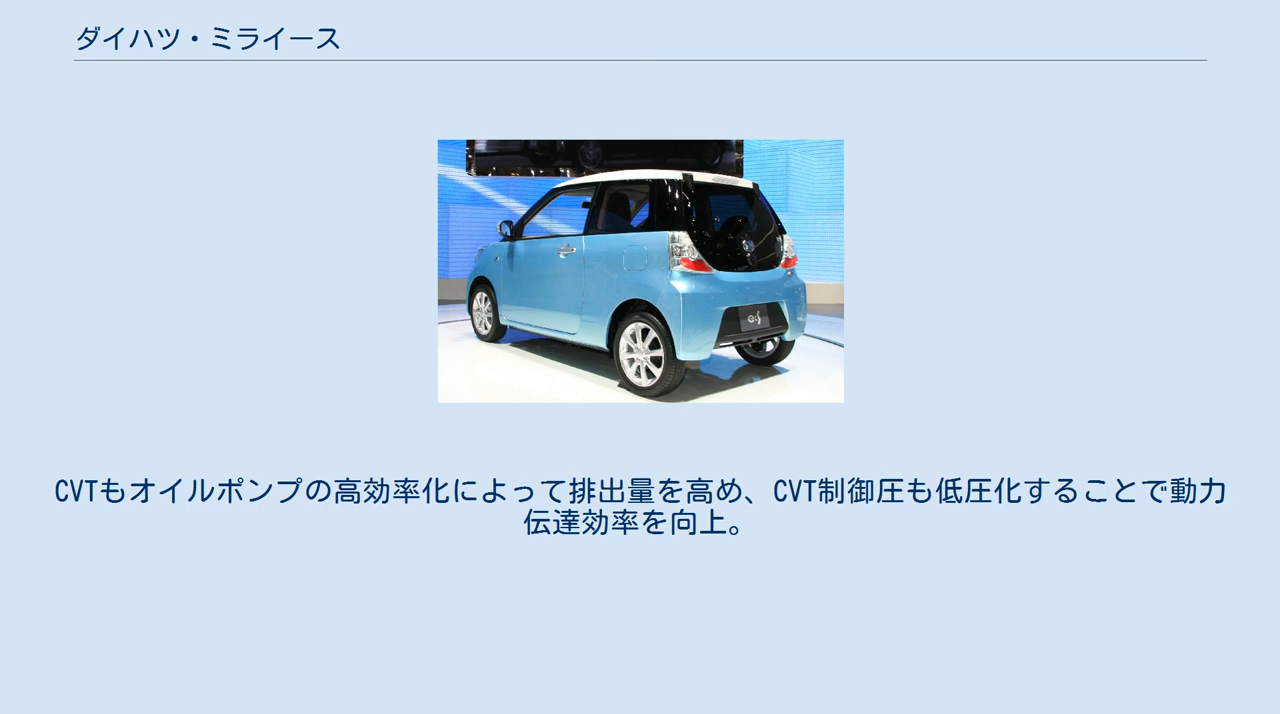 ダイハツ・ミライース
e:S
CVTもオイルポンプの高効率化によって排出量を高め、CVT制御圧も低圧化することで動力
伝達効率を向上。